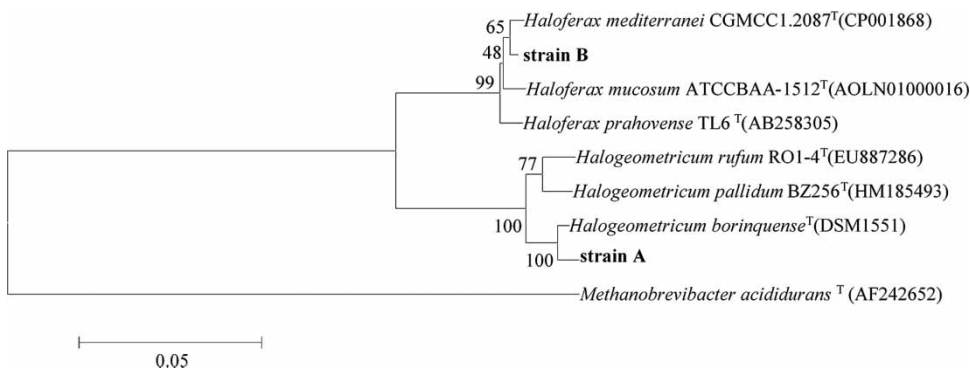 Haloferax mediterranei CGMCC1.2087ᵀ(CP001868)
65
strain B
48
99
Haloferax mucosum ATCCBAA-1512ᵀ(AOLN01000016)
Haloferax prahovense TL6 ᵀ(AB258305)
Halogeometricum rufum RO1-4ᵀ(EU887286)
77
Halogeometricum pallidum BZ256ᵀ(HM185493)
100
Halogeometricum borinquenseᵀ(DSM1551)
100
strain A
Methanobrevibacter acididurans ᵀ (AF242652)
0.05